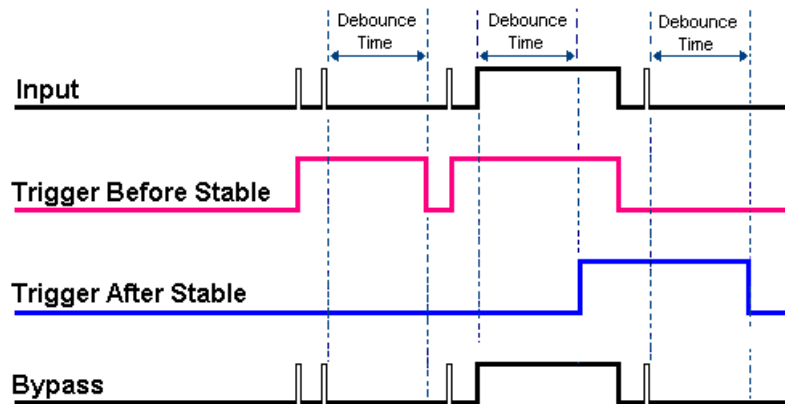 Debounce
Time
Debounce
Time
Debounce
Time
Input
Trigger Before Stable
Trigger After Stable
Bypass